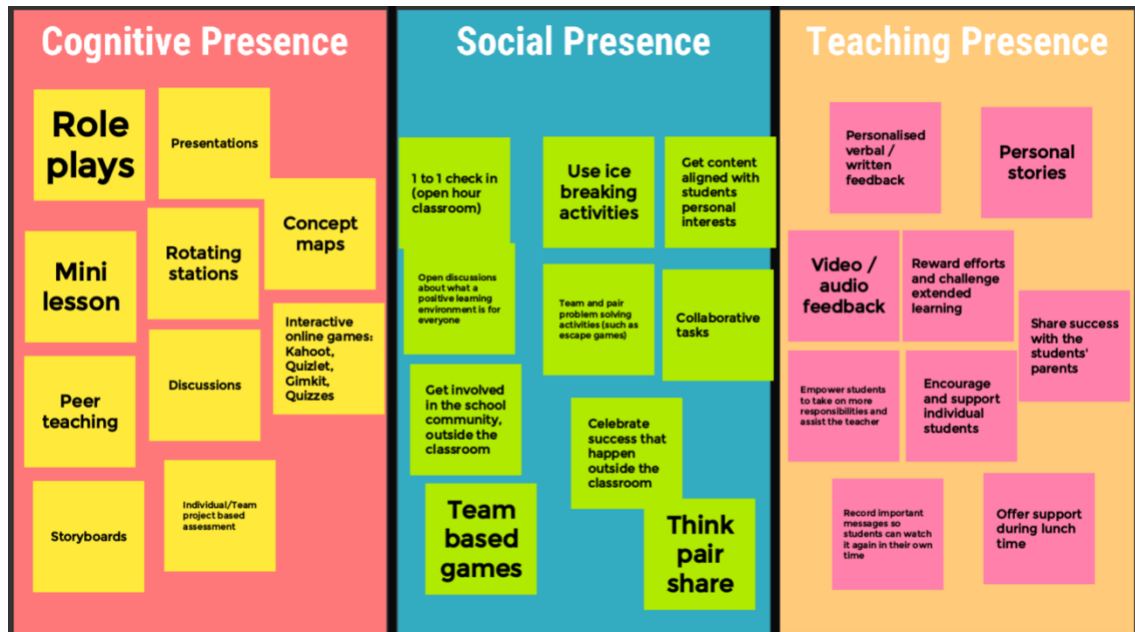 Cognitive Presence
Role
plays
Presentations
Concept
maps
Mini
lesson
Rotating
stations
Interactive
online games:
Kahoot,
Quizlet,
Gimkit,
Quizzes
Peer
teaching
Discussions
Storyboards
Individual/Team
project based
assessment
Social Presence
1 to 1 check in
(open hour
classroom)
Use ice
breaking
activities
Get content
aligned with
students
personal
interests
Open discussions
about what a
positive learning
environment is for
everyone
Team and pair
problem solving
activities (such as
escape games)
Collaborative
tasks
Get involved
in the school
community,
outside the
classroom
Celebrate
success that
happen
outside the
classroom
Team
based
games
Think
pair
share
Teaching Presence
Personalised
verbal /
written
feedback
Personal
stories
Video /
audio
feedback
Reward efforts
and challenge
extended
learning
Share success
with the
students'
parents
Empower students
to take on more
responsibilities and
assist the teacher
Encourage
and support
individual
students
Record important
messages so
students can watch
it again in their own
time
Offer support
during lunch
time